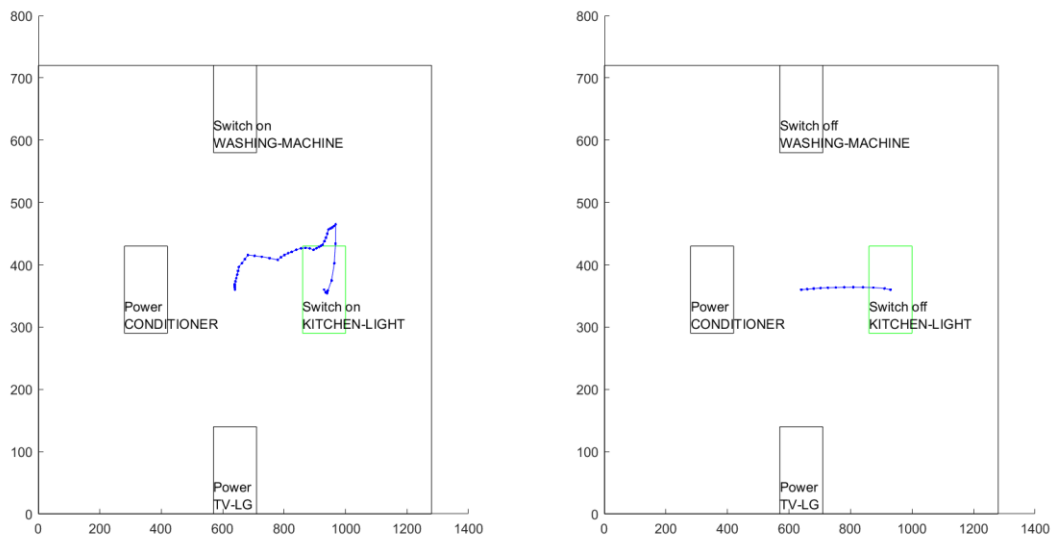 800
700
600
500
400
300
200
100
0
0 200 400 600 800 1000 1200 1400
Switch on
WASHING-MACHINE
Power
CONDITIONER
Switch on
KITCHEN-LIGHT
Power
TV-LG
800
700
600
500
400
300
200
100
0
0 200 400 600 800 1000 1200 1400
Switch off
WASHING-MACHINE
Power
CONDITIONER
Switch off
KITCHEN-LIGHT
Power
TV-LG